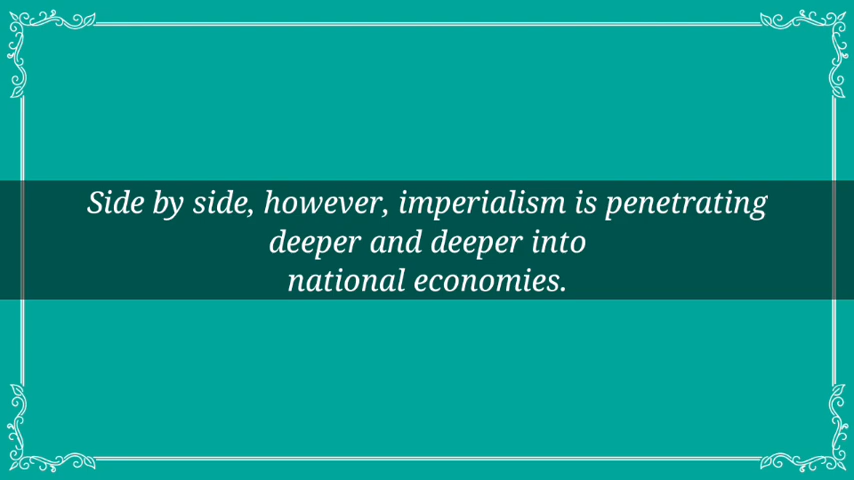 Side by side, however, imperialism is penetrating
deeper and deeper into
national economies.